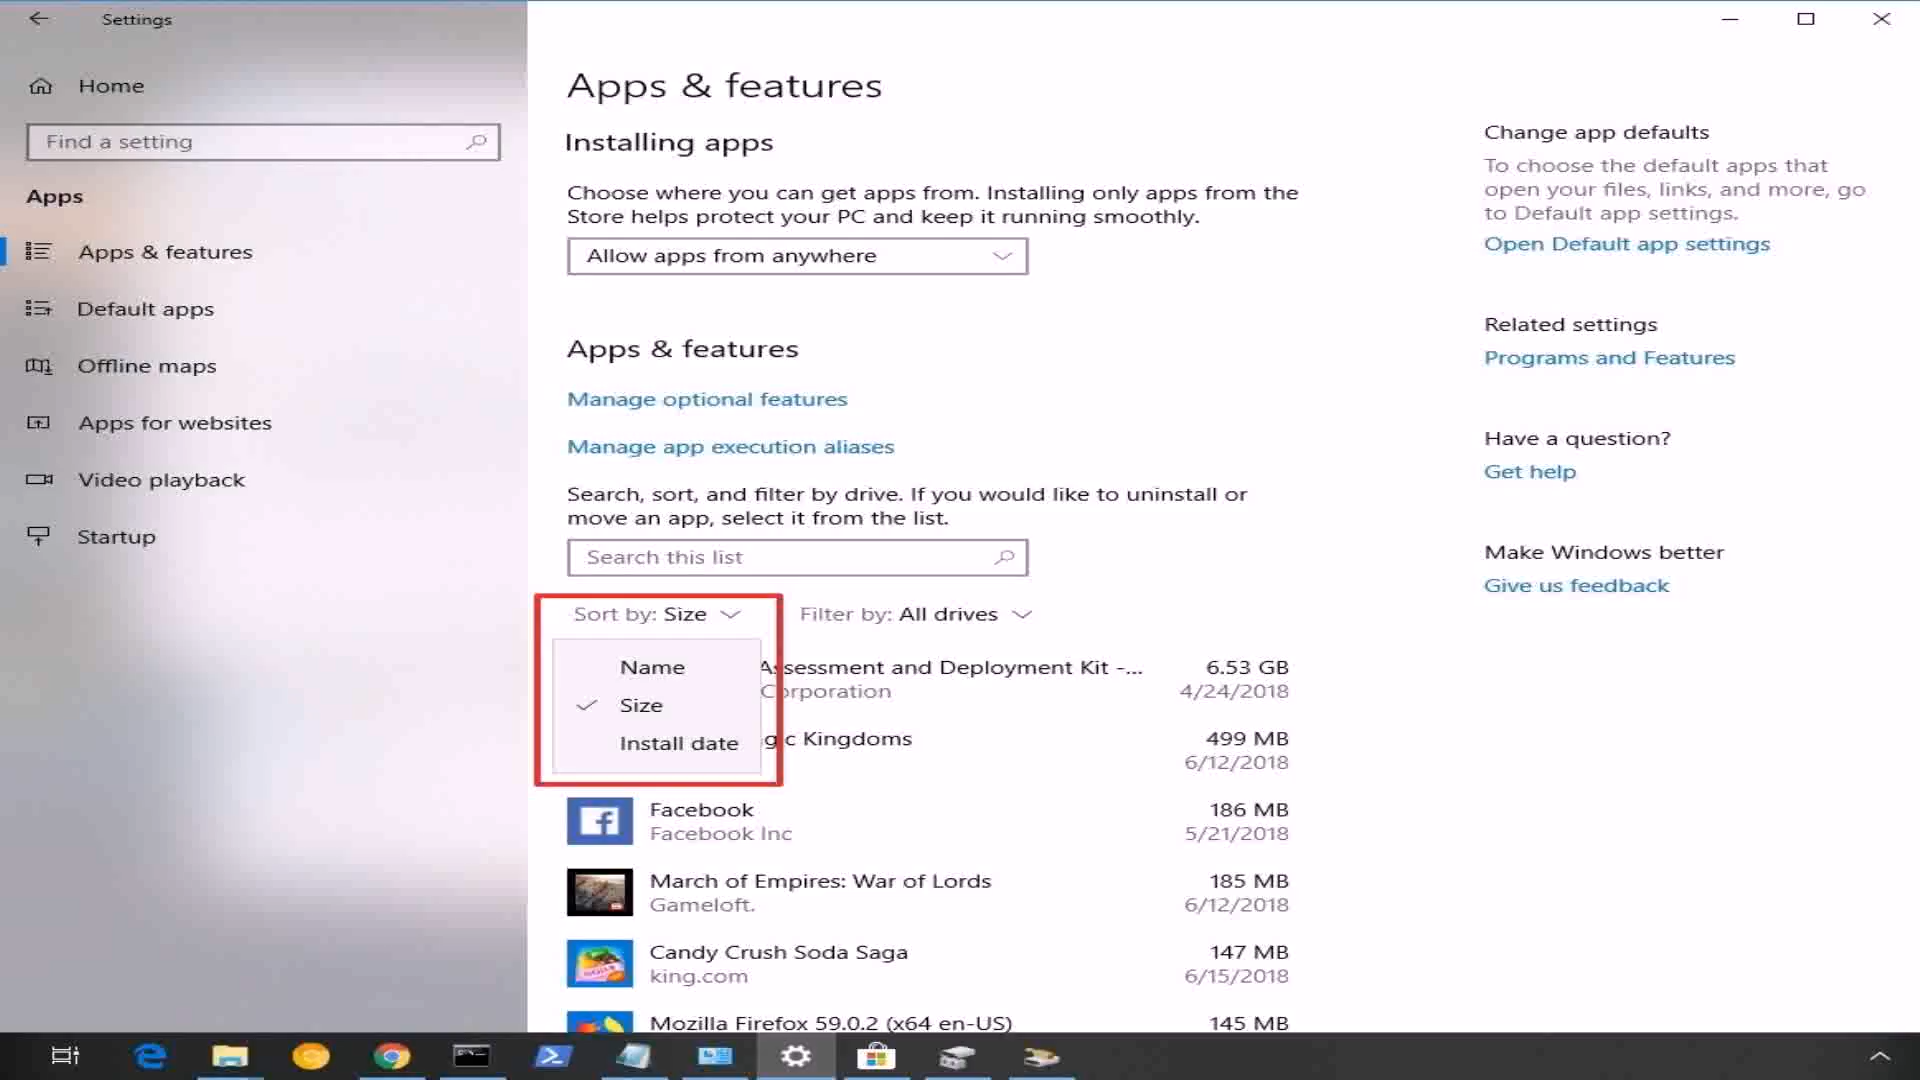 Settings
Home
Find a setting
Apps
Apps & features
Default apps
Offline maps
Apps for websites
Video playback
Startup
Apps & features
Installing apps
Choose where you can get apps from. Installing only apps from the
Store helps protect your PC and keep it running smoothly.
Allow apps from anywhere
Apps & features
Manage optional features
Manage app execution aliases
Search, sort, and filter by drive. If you would like to uninstall or
move an app, select it from the list.
Search this list
Sort by: Size
Filter by: All drives
Name
Size
Install date
Assessment and Deployment Kit -... 6.53 GB
Corporation 4/24/2018
gic Kingdoms 499 MB
6/12/2018
Facebook 186 MB
Facebook Inc 5/21/2018
March of Empires: War of Lords 185 MB
Gameloft. 6/12/2018
Candy Crush Soda Saga 147 MB
king.com 6/15/2018
Mozilla Firefox 59.0.2 (x64 en-US) 145 MB
Change app defaults
To choose the default apps that
open your files, links, and more, go
to Default app settings.
Open Default app settings
Related settings
Programs and Features
Have a question?
Get help
Make Windows better
Give us feedback